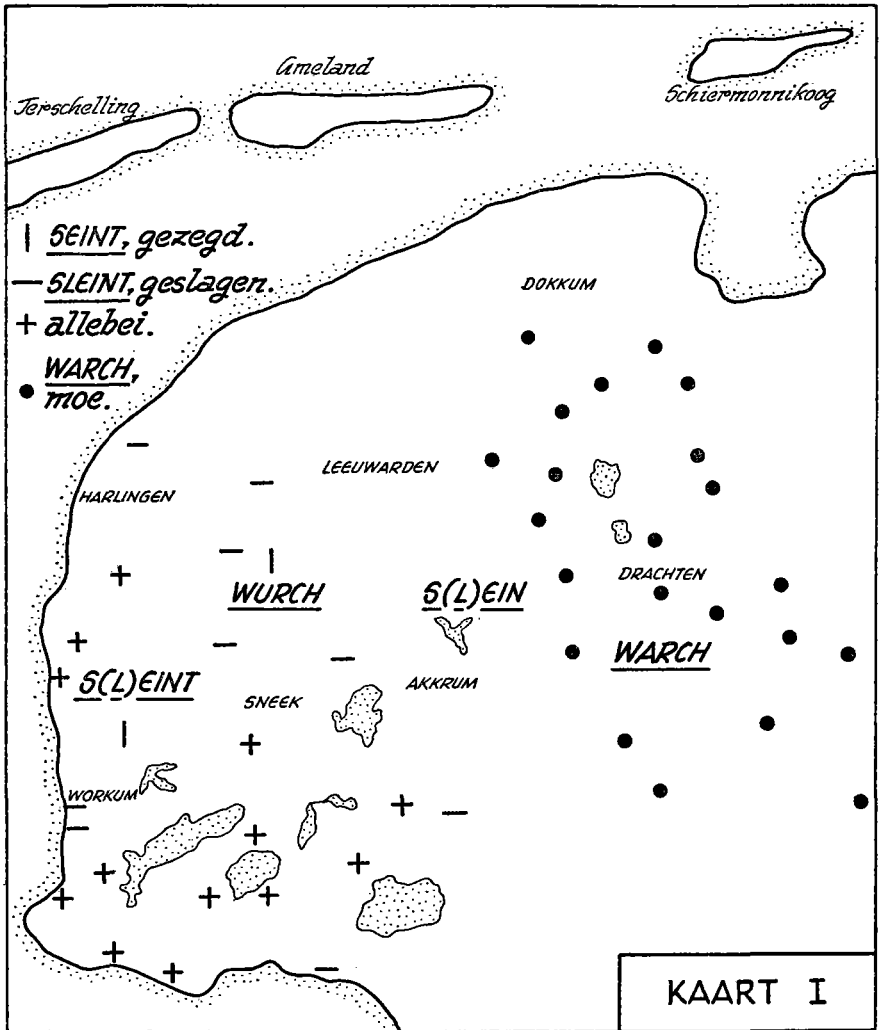 Ameland
Terschelling
Schiermonnikoog
| SEINT, gezegd.
— SLEINT, geslagen.
+ allebei.
● WARCH,
moe.
DOKKUM
LEEUWARDEN
HARLINGEN
DRACHTEN
WURCH
S(L)EIN
WARCH
S(L)EINT
SNEEK
AKKRUM
WORKUM
KAART I